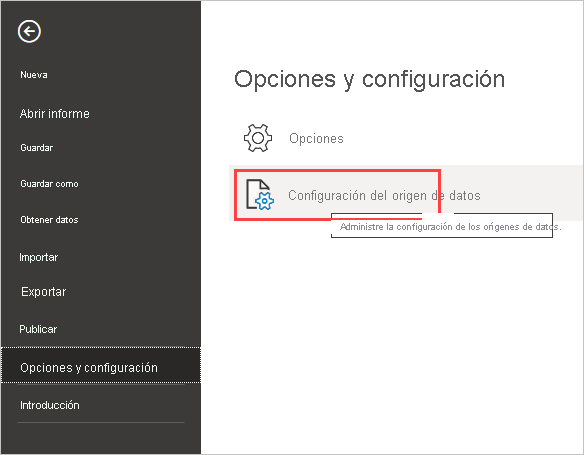 Nueva
Abrir informe
Guardar
Guardar como
Obtener datos
Importar
Exportar
Publicar
Opciones y configuración
Introducción
Opciones y configuración
Opciones
Configuración del origen de datos
Administre la configuración de los orígenes de datos.